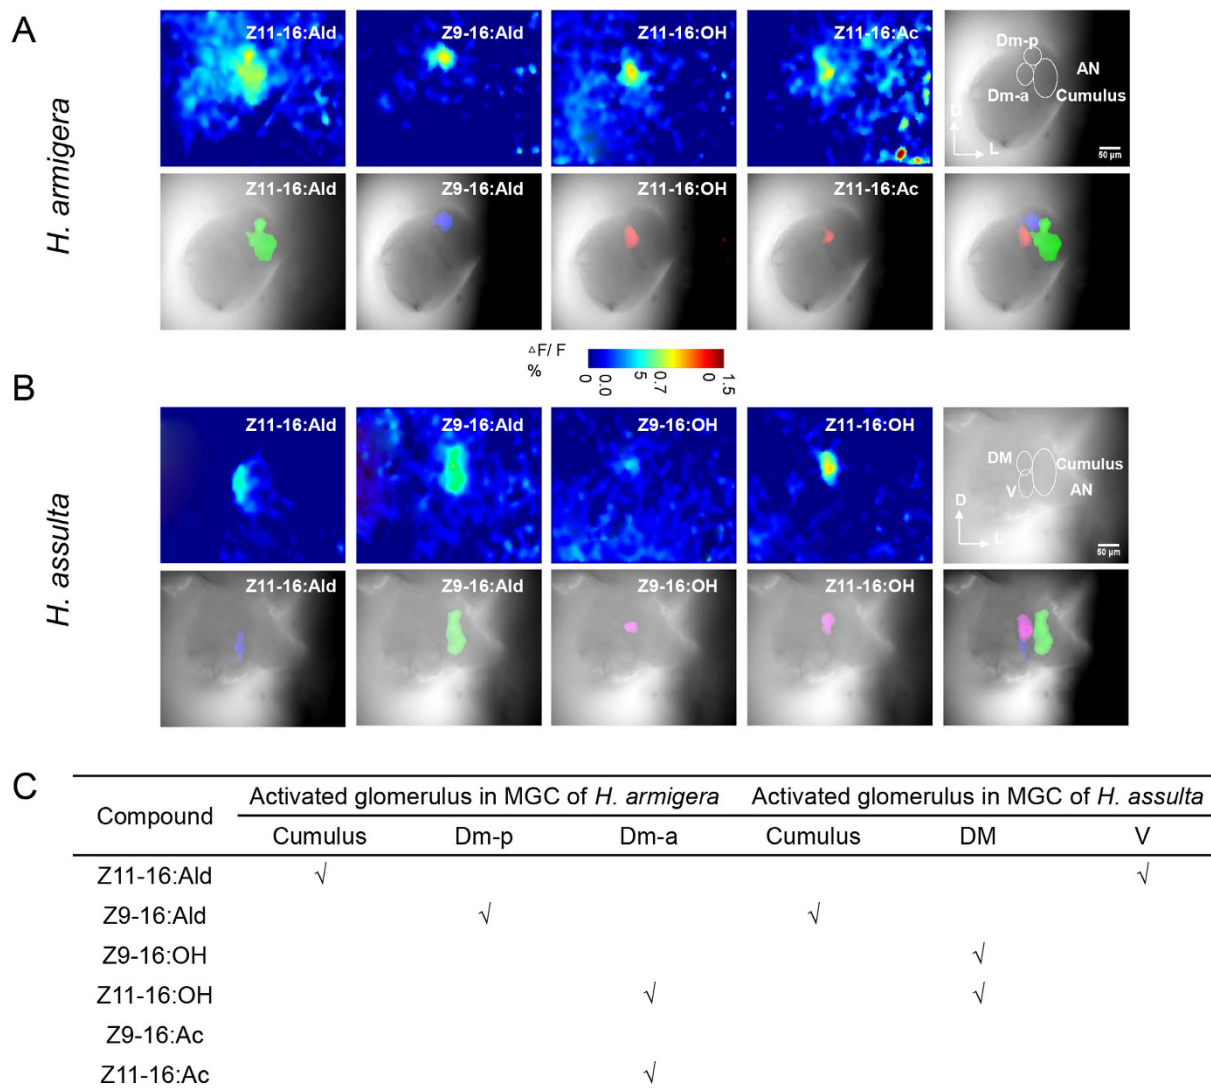 A
H. armigera
Z11-16:Ald Z9-16:Ald Z11-16:OH Z11-16:Ac
Dm-p
AN
Dm-a Cumulus
D
L
50 µm
Z11-16:Ald Z9-16:Ald Z11-16:OH Z11-16:Ac
△F/ F
%
0 0.0 5 0.7 0 1.5
B
H. assulta
Z11-16:Ald Z9-16:Ald Z9-16:OH Z11-16:OH
DM Cumulus
V AN
D
L
50 µm
Z11-16:Ald Z9-16:Ald Z9-16:OH Z11-16:OH
C
Compound Activated glomerulus in MGC of H. armigera Activated glomerulus in MGC of H. assulta
Cumulus Dm-p Dm-a Cumulus DM V
Z11-16:Ald √ √
Z9-16:Ald √ √
Z9-16:OH √
Z11-16:OH √ √
Z9-16:Ac
Z11-16:Ac √